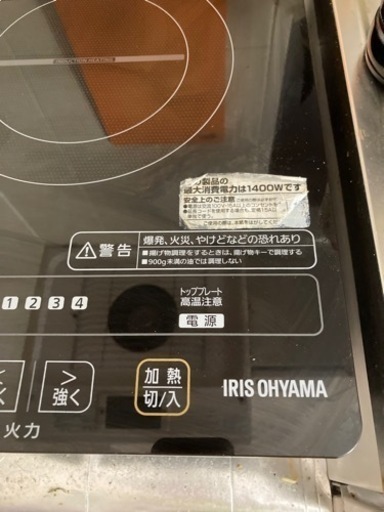 INDUCTION HEATING
製品の
最大消費電力は1400Wです
安全上のご注意
警告
爆発、火災、やけどなどの恐れあり
■揚げ物調理をするときは、揚げ物キーで調理する
■900g未満の油では調理しない
1 2 3 4
トッププレート
高温注意
電源
く
>
強く
加熱
切/入
IRIS OHYAMA
火力